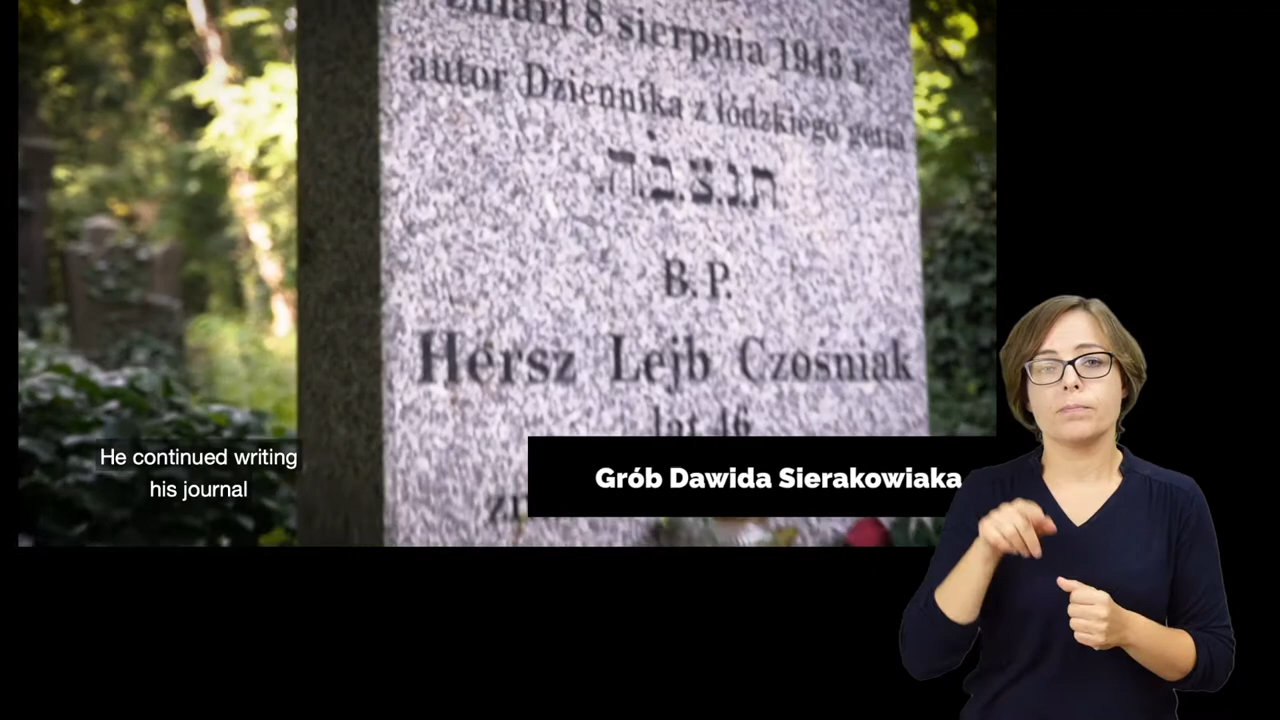 zmarł 8 sierpnia 1943 r.
autor Dziennika z łódzkiego getta
ת.נ.צ.ב.ה.
B. P.
Hersz Lejb Czośniak
lat 46
He continued writing
his journal
Grób Dawida Sierakowiaka